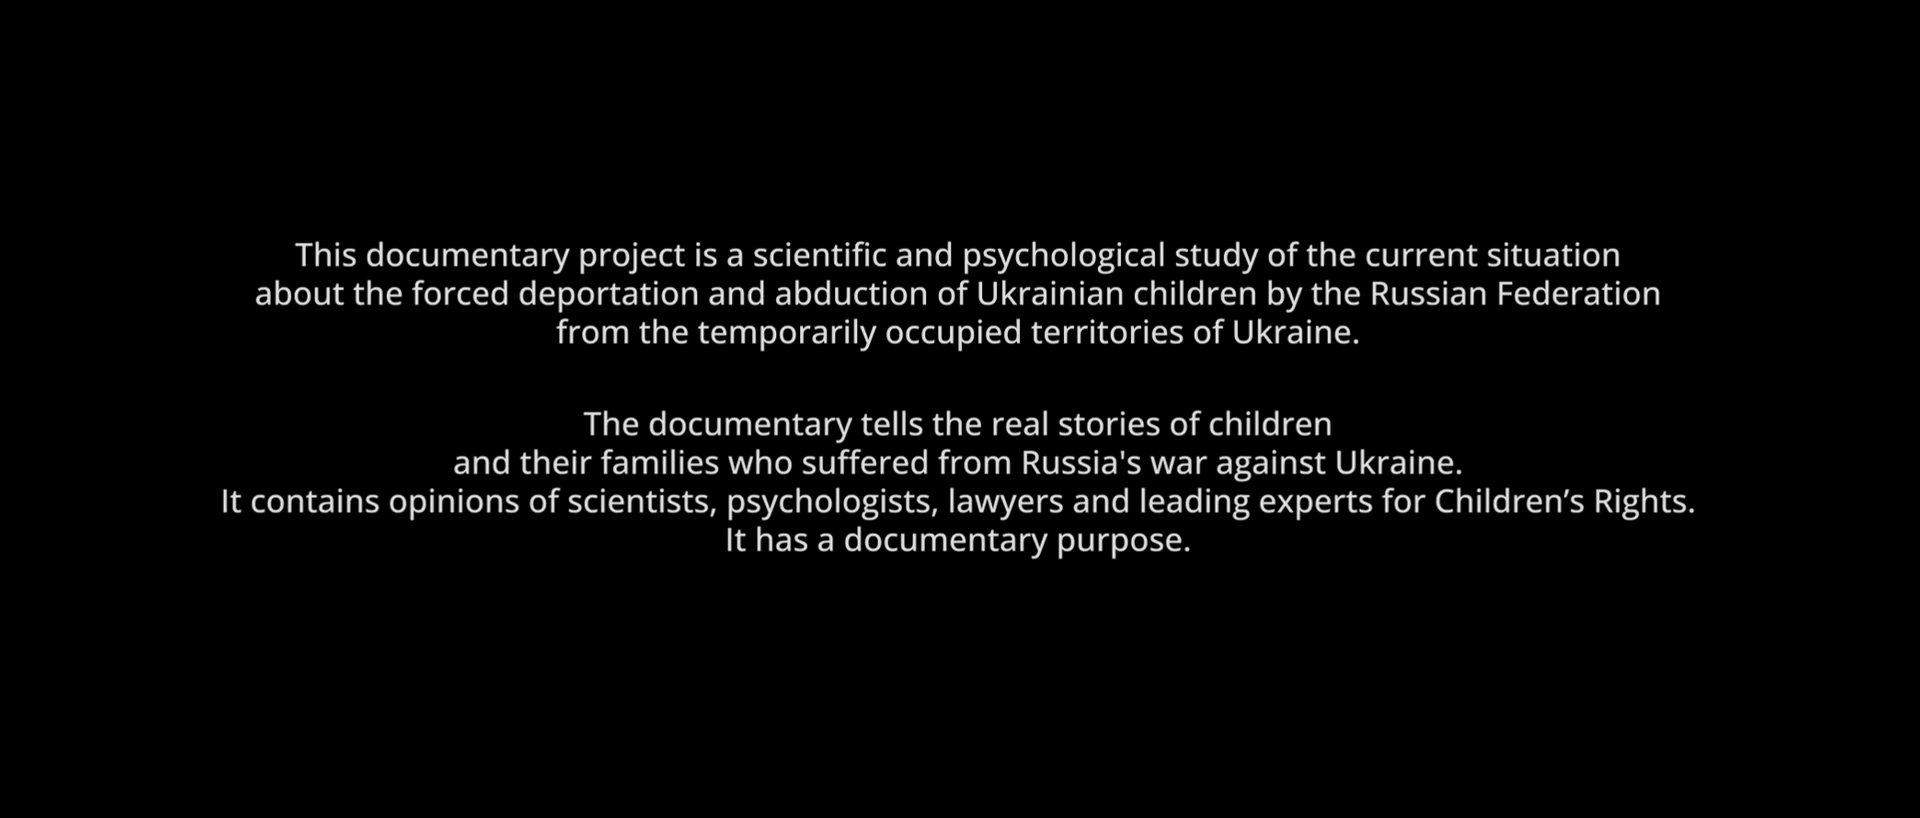 This documentary project is a scientific and psychological study of the current situation
about the forced deportation and abduction of Ukrainian children by the Russian Federation
from the temporarily occupied territories of Ukraine.
The documentary tells the real stories of children
and their families who suffered from Russia's war against Ukraine.
It contains opinions of scientists, psychologists, lawyers and leading experts for Children’s Rights.
It has a documentary purpose.